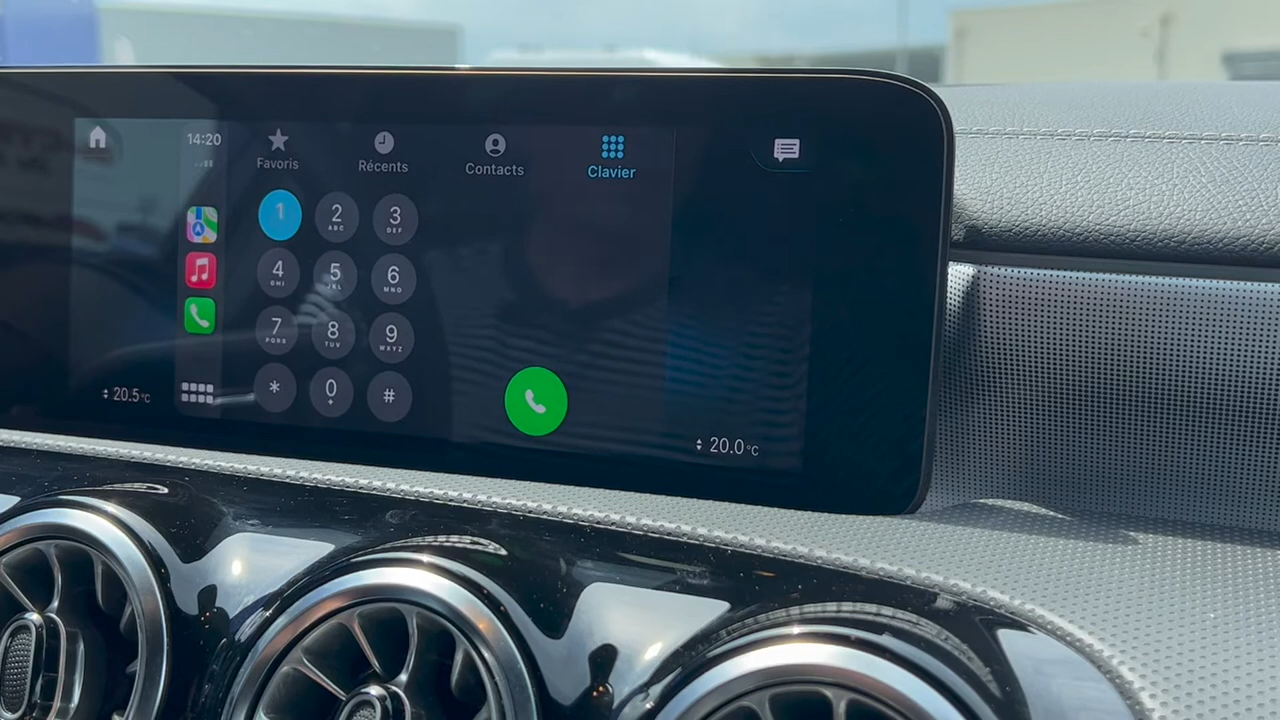 14:20
Favoris
Récents
Contacts
Clavier
1
2
ABC
3
DEF
4
GHI
5
JKL
6
MNO
7
PQRS
8
TUV
9
WXYZ
*
0
+
#
20.5°C
20.0°C